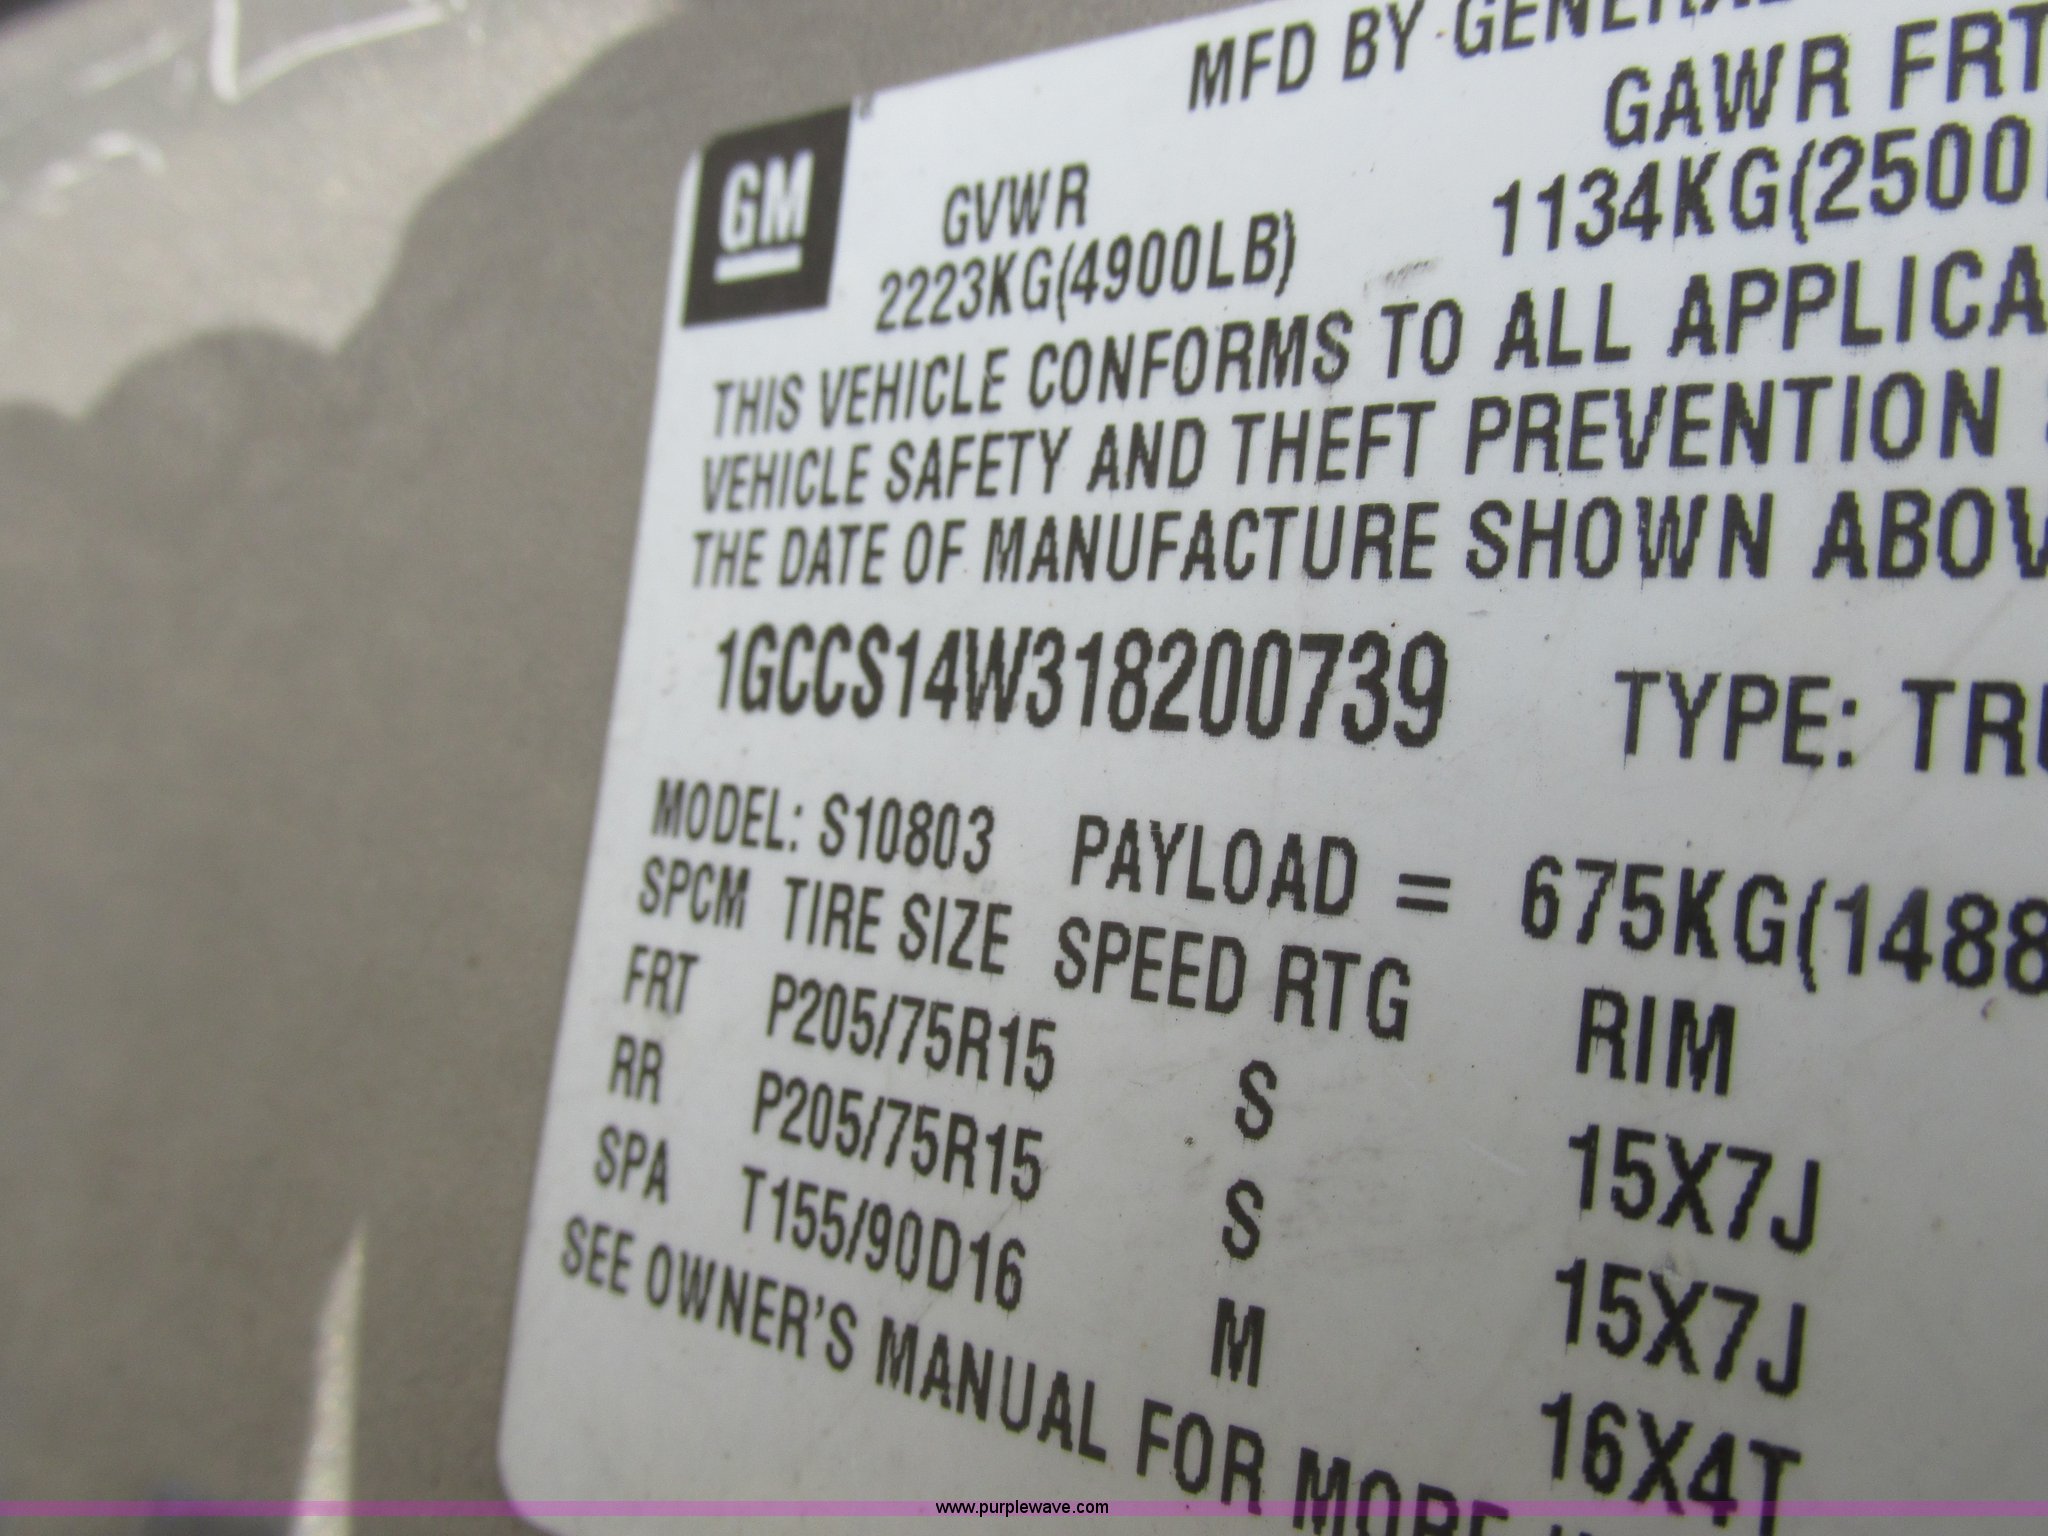 MFD BY GENERAL
GM
GVWR
GAWR FRT
2223KG(4900LB)
1134KG(2500
THIS VEHICLE CONFORMS TO ALL APPLICA
VEHICLE SAFETY AND THEFT PREVENTION
THE DATE OF MANUFACTURE SHOWN ABOV
1GCCS14W318200739 TYPE: TRU
MODEL: S10803 PAYLOAD = 675KG(1488
SPCM TIRE SIZE SPEED RTG RIM
FRT P205/75R15 S 15X7J
RR P205/75R15 S 15X7J
SPA T155/90D16 M 16X4T
SEE OWNER'S MANUAL FOR MORE
www.purplewave.com